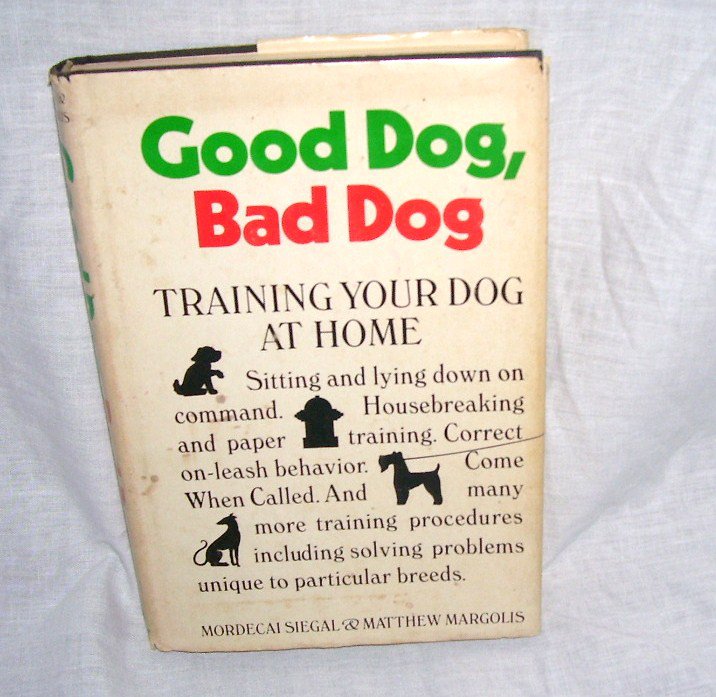 Good Dog,
Bad Dog
TRAINING YOUR DOG
AT HOME
Sitting and lying down on
command. Housebreaking
and paper training. Correct
on-leash behavior. Come
When Called. And many
more training procedures
including solving problems
unique to particular breeds.
MORDECAI SIEGAL & MATTHEW MARGOLIS